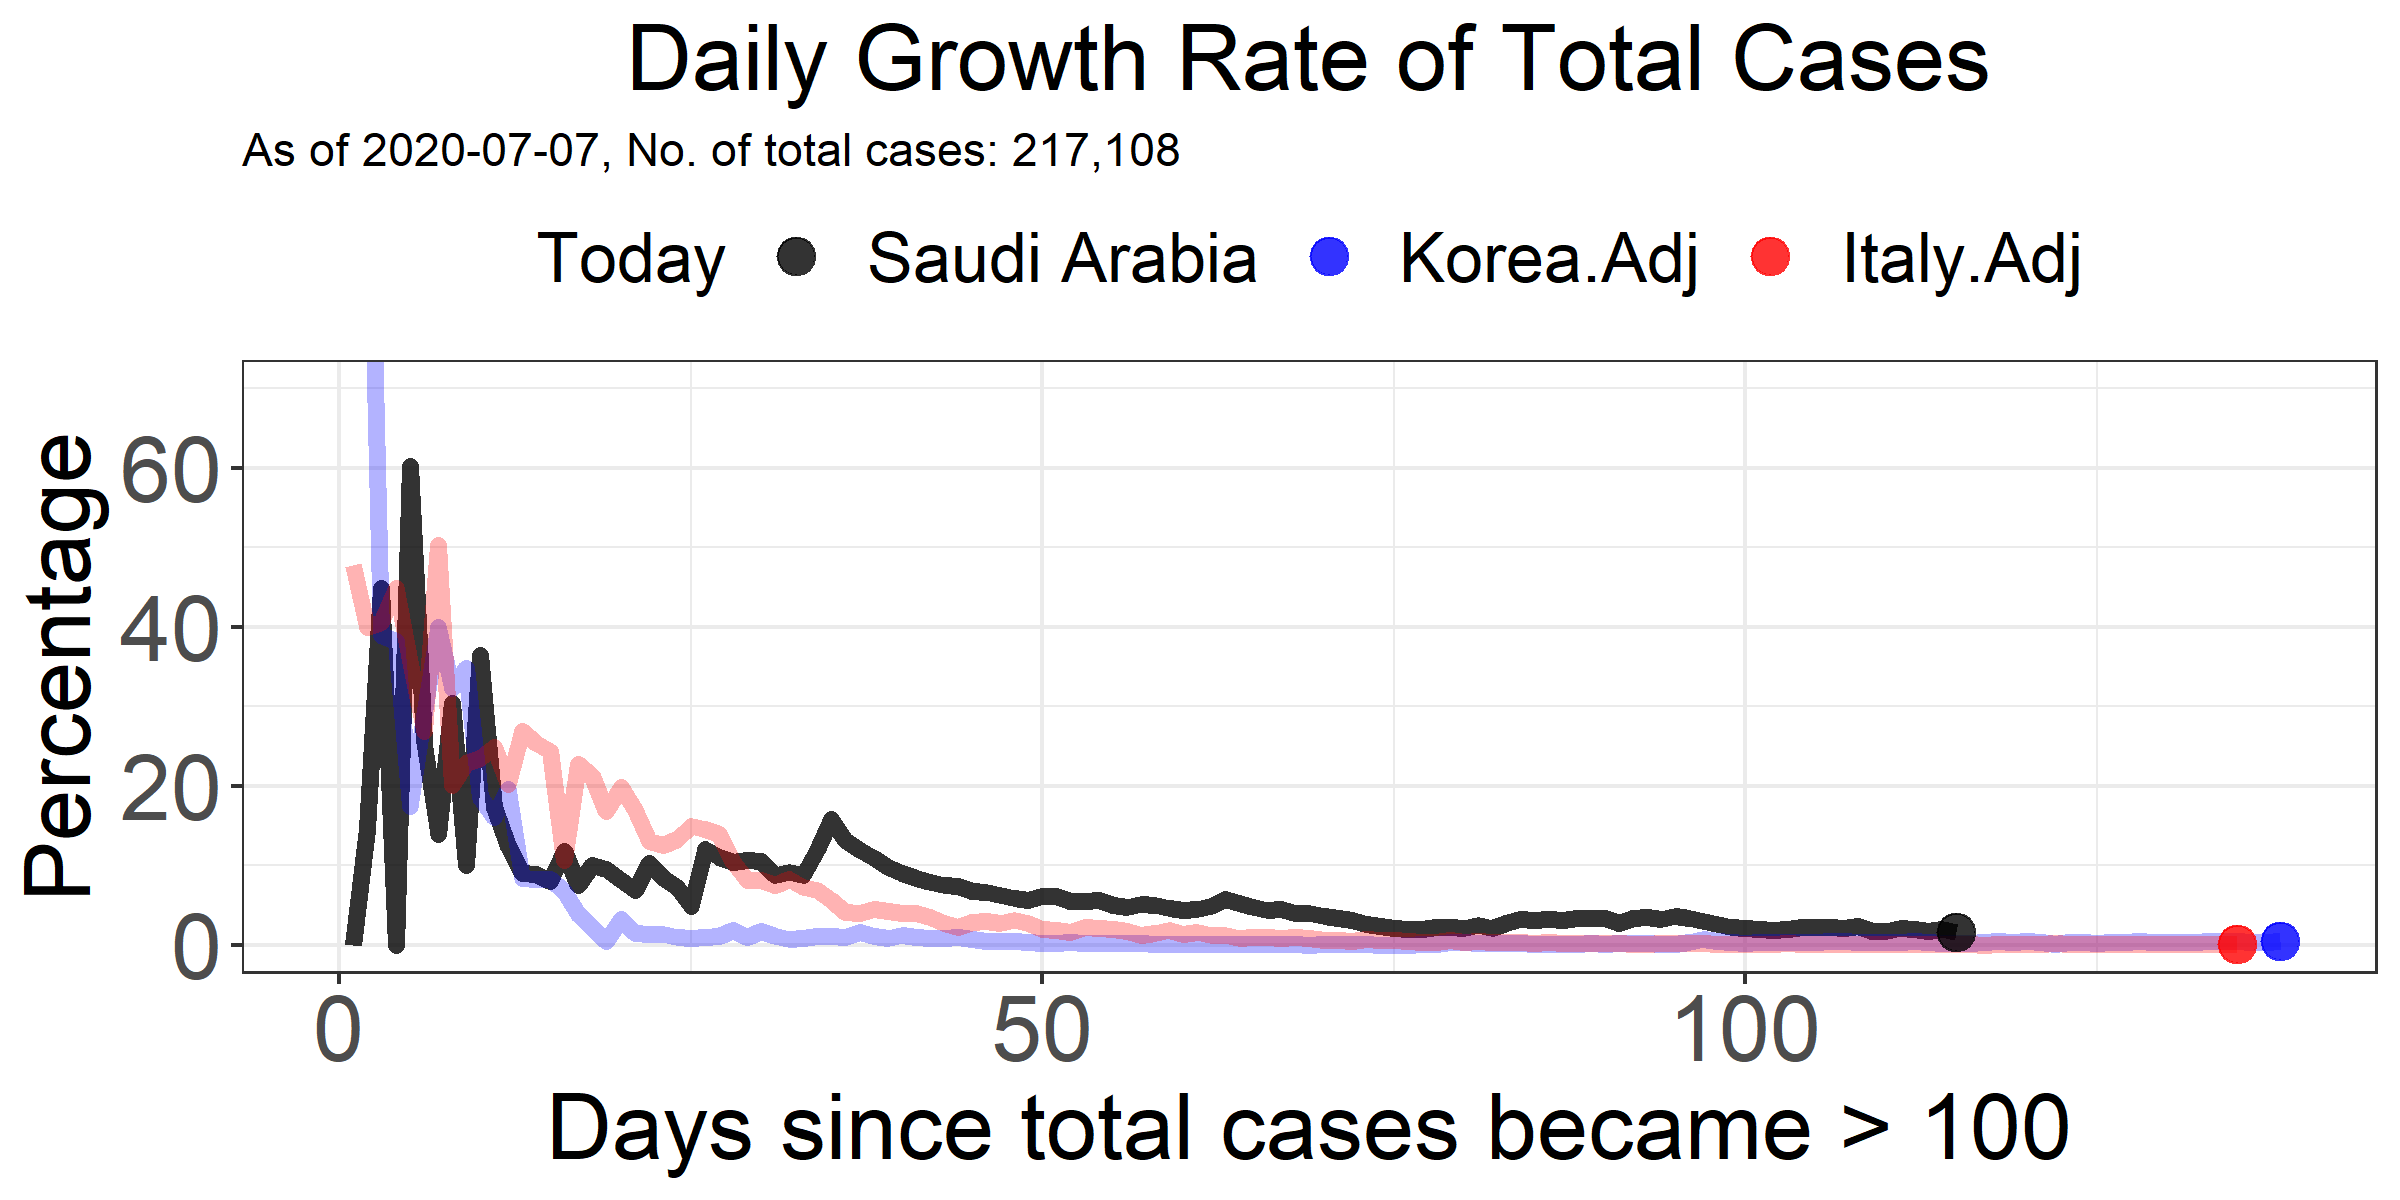 Daily Growth Rate of Total Cases
As of 2020-07-07, No. of total cases: 217,108
Today Saudi Arabia Korea.Adj Italy.Adj
Percentage
60
40
20
0
0 50 100
Days since total cases became > 100